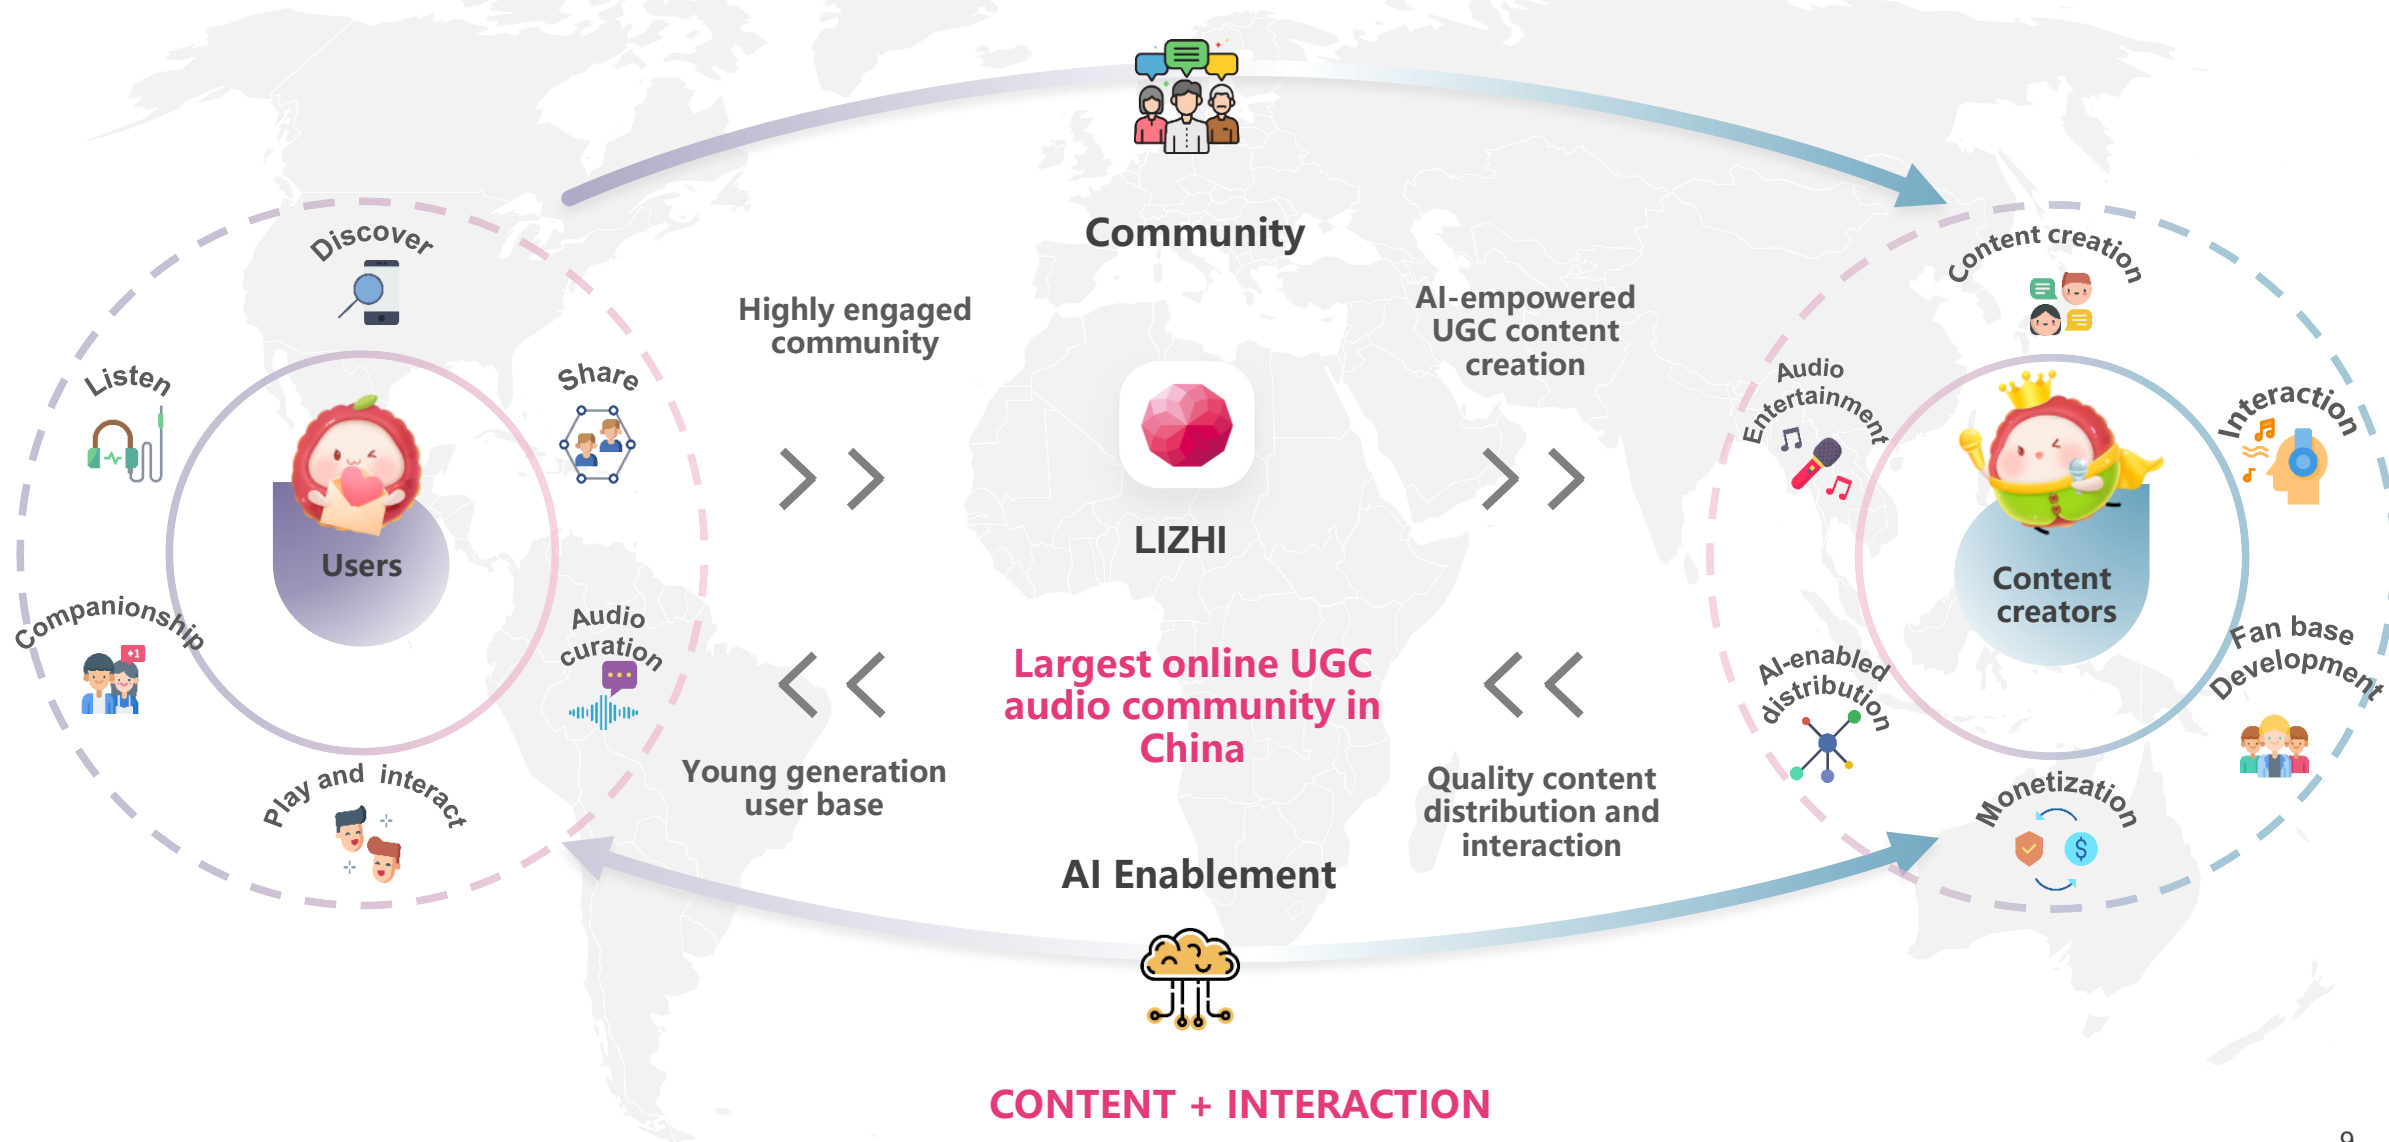 Community
Discover
Listen
Share
Users
Companionship
Audio
curation
Play and interact
+1
Highly engaged
community
Young generation
user base
LIZHI
Largest online UGC
audio community in
China
AI-empowered
UGC content
creation
Quality content
distribution and
interaction
Content creation
Audio
Entertainment
Interaction
Content
creators
AI-enabled
distribution
Fan base
Development
Monetization
$
AI Enablement
CONTENT + INTERACTION
9